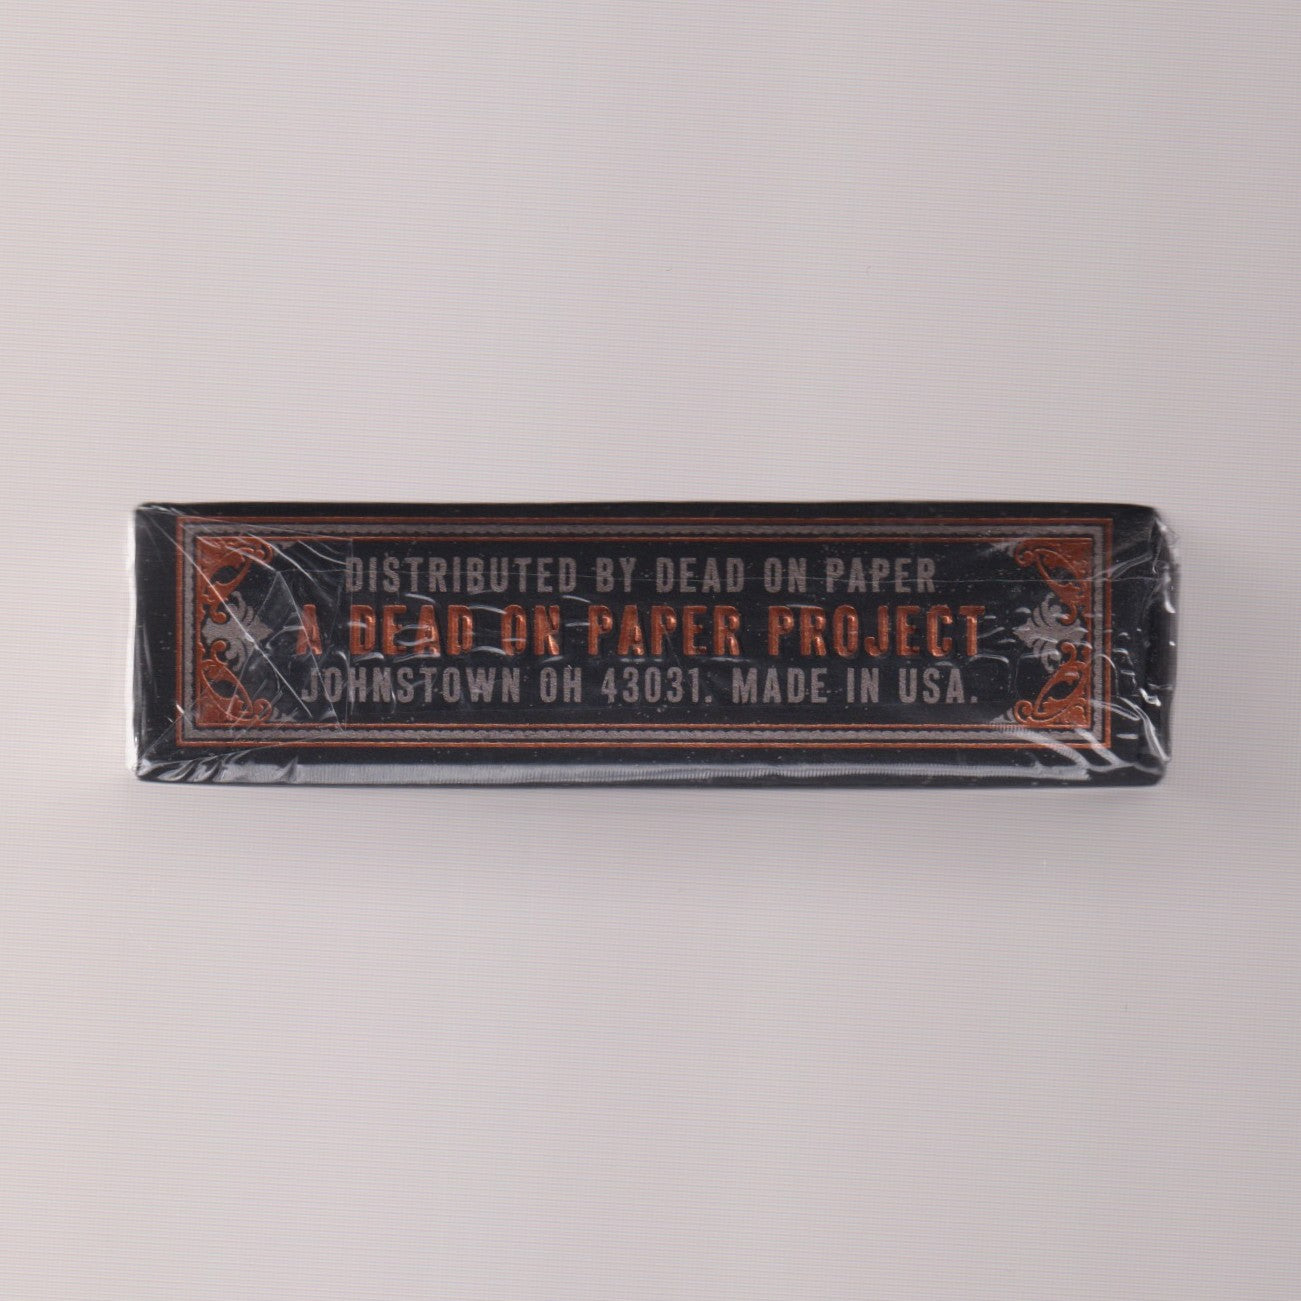 DISTRIBUTED BY DEAD ON PAPER
A DEAD ON PAPER PROJECT
JOHNSTOWN OH 43031. MADE IN USA.